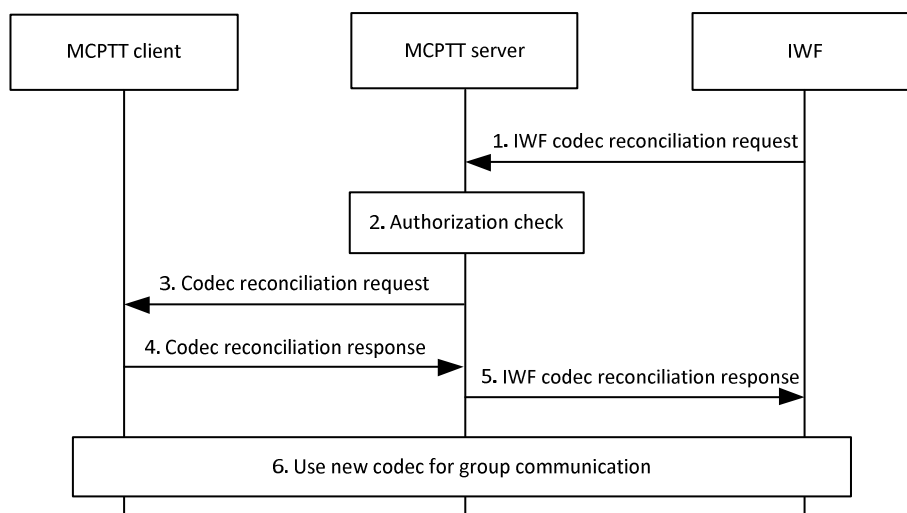 MCPTT client
MCPTT server
IWF
1. IWF codec reconciliation request
2. Authorization check
3. Codec reconciliation request
4. Codec reconciliation response
5. IWF codec reconciliation response
6. Use new codec for group communication